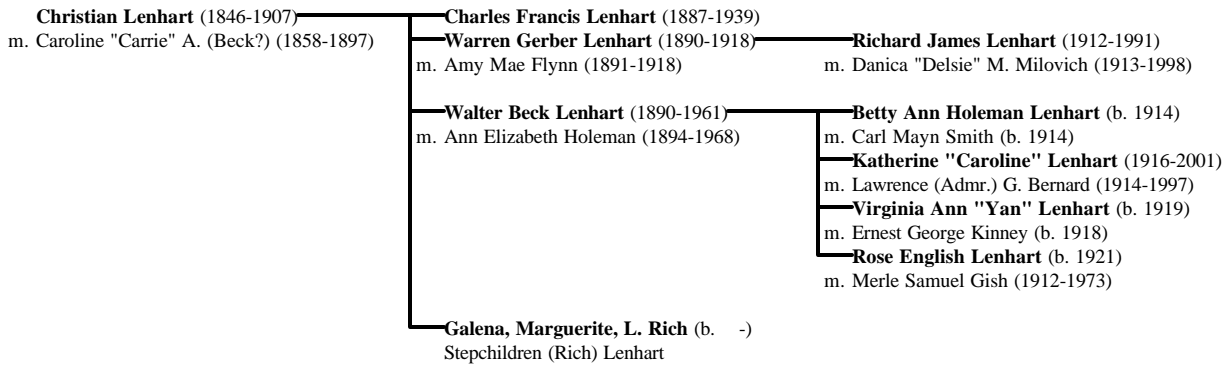 Christian Lenhart (1846-1907)
m. Caroline "Carrie" A. (Beck?) (1858-1897)
Charles Francis Lenhart (1887-1939)
Warren Gerber Lenhart (1890-1918)
m. Amy Mae Flynn (1891-1918)
Richard James Lenhart (1912-1991)
m. Danica "Delsie" M. Milovich (1913-1998)
Walter Beck Lenhart (1890-1961)
m. Ann Elizabeth Holeman (1894-1968)
Betty Ann Holeman Lenhart (b. 1914)
m. Carl Mayn Smith (b. 1914)
Katherine "Caroline" Lenhart (1916-2001)
m. Lawrence (Admr.) G. Bernard (1914-1997)
Virginia Ann "Yan" Lenhart (b. 1919)
m. Ernest George Kinney (b. 1918)
Rose English Lenhart (b. 1921)
m. Merle Samuel Gish (1912-1973)
Galena, Marguerite, L. Rich (b. -)
Stepchildren (Rich) Lenhart